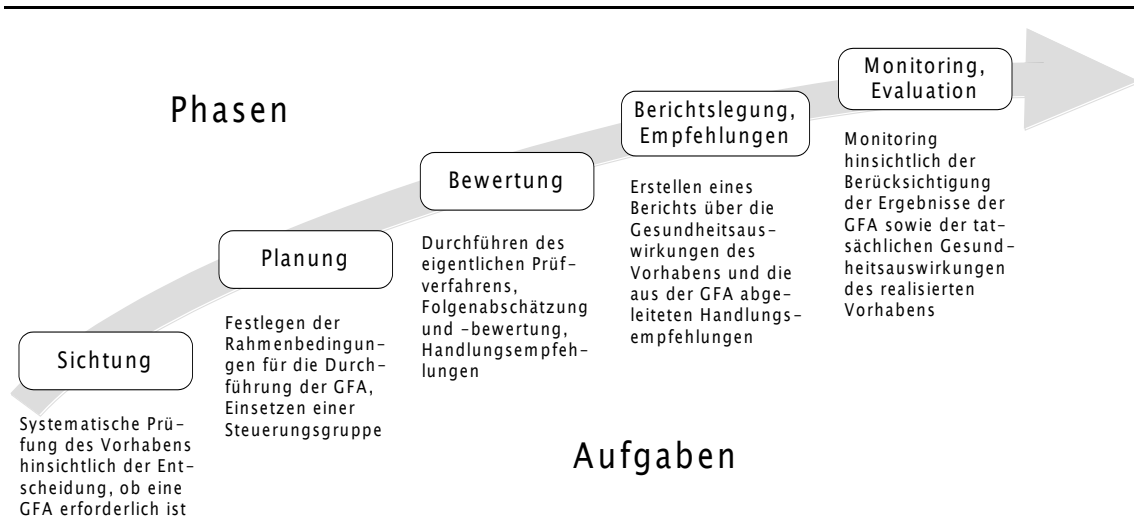 Phasen
Sichtung
Systematische Prü–
fung des Vorhabens
hinsichtlich der Ent–
scheidung, ob eine
GFA erforderlich ist
Planung
Festlegen der
Rahmenbedingun–
gen für die Durch–
führung der GFA,
Einsetzen einer
Steuerungsgruppe
Bewertung
Durchführen des
eigentlichen Prüf–
verfahrens,
Folgenabschätzung
und –bewertung,
Handlungsempfeh–
lungen
Berichtslegung,
Empfehlungen
Erstellen eines
Berichts über die
Gesundheitsaus–
wirkungen des
Vorhabens und die
aus der GFA abge–
leiteten Handlungs–
empfehlungen
Monitoring,
Evaluation
Monitoring
hinsichtlich der
Berücksichtigung
der Ergebnisse der
GFA sowie der tat–
sächlichen Gesund–
heitsauswirkungen
des realisierten
Vorhabens
Aufgaben